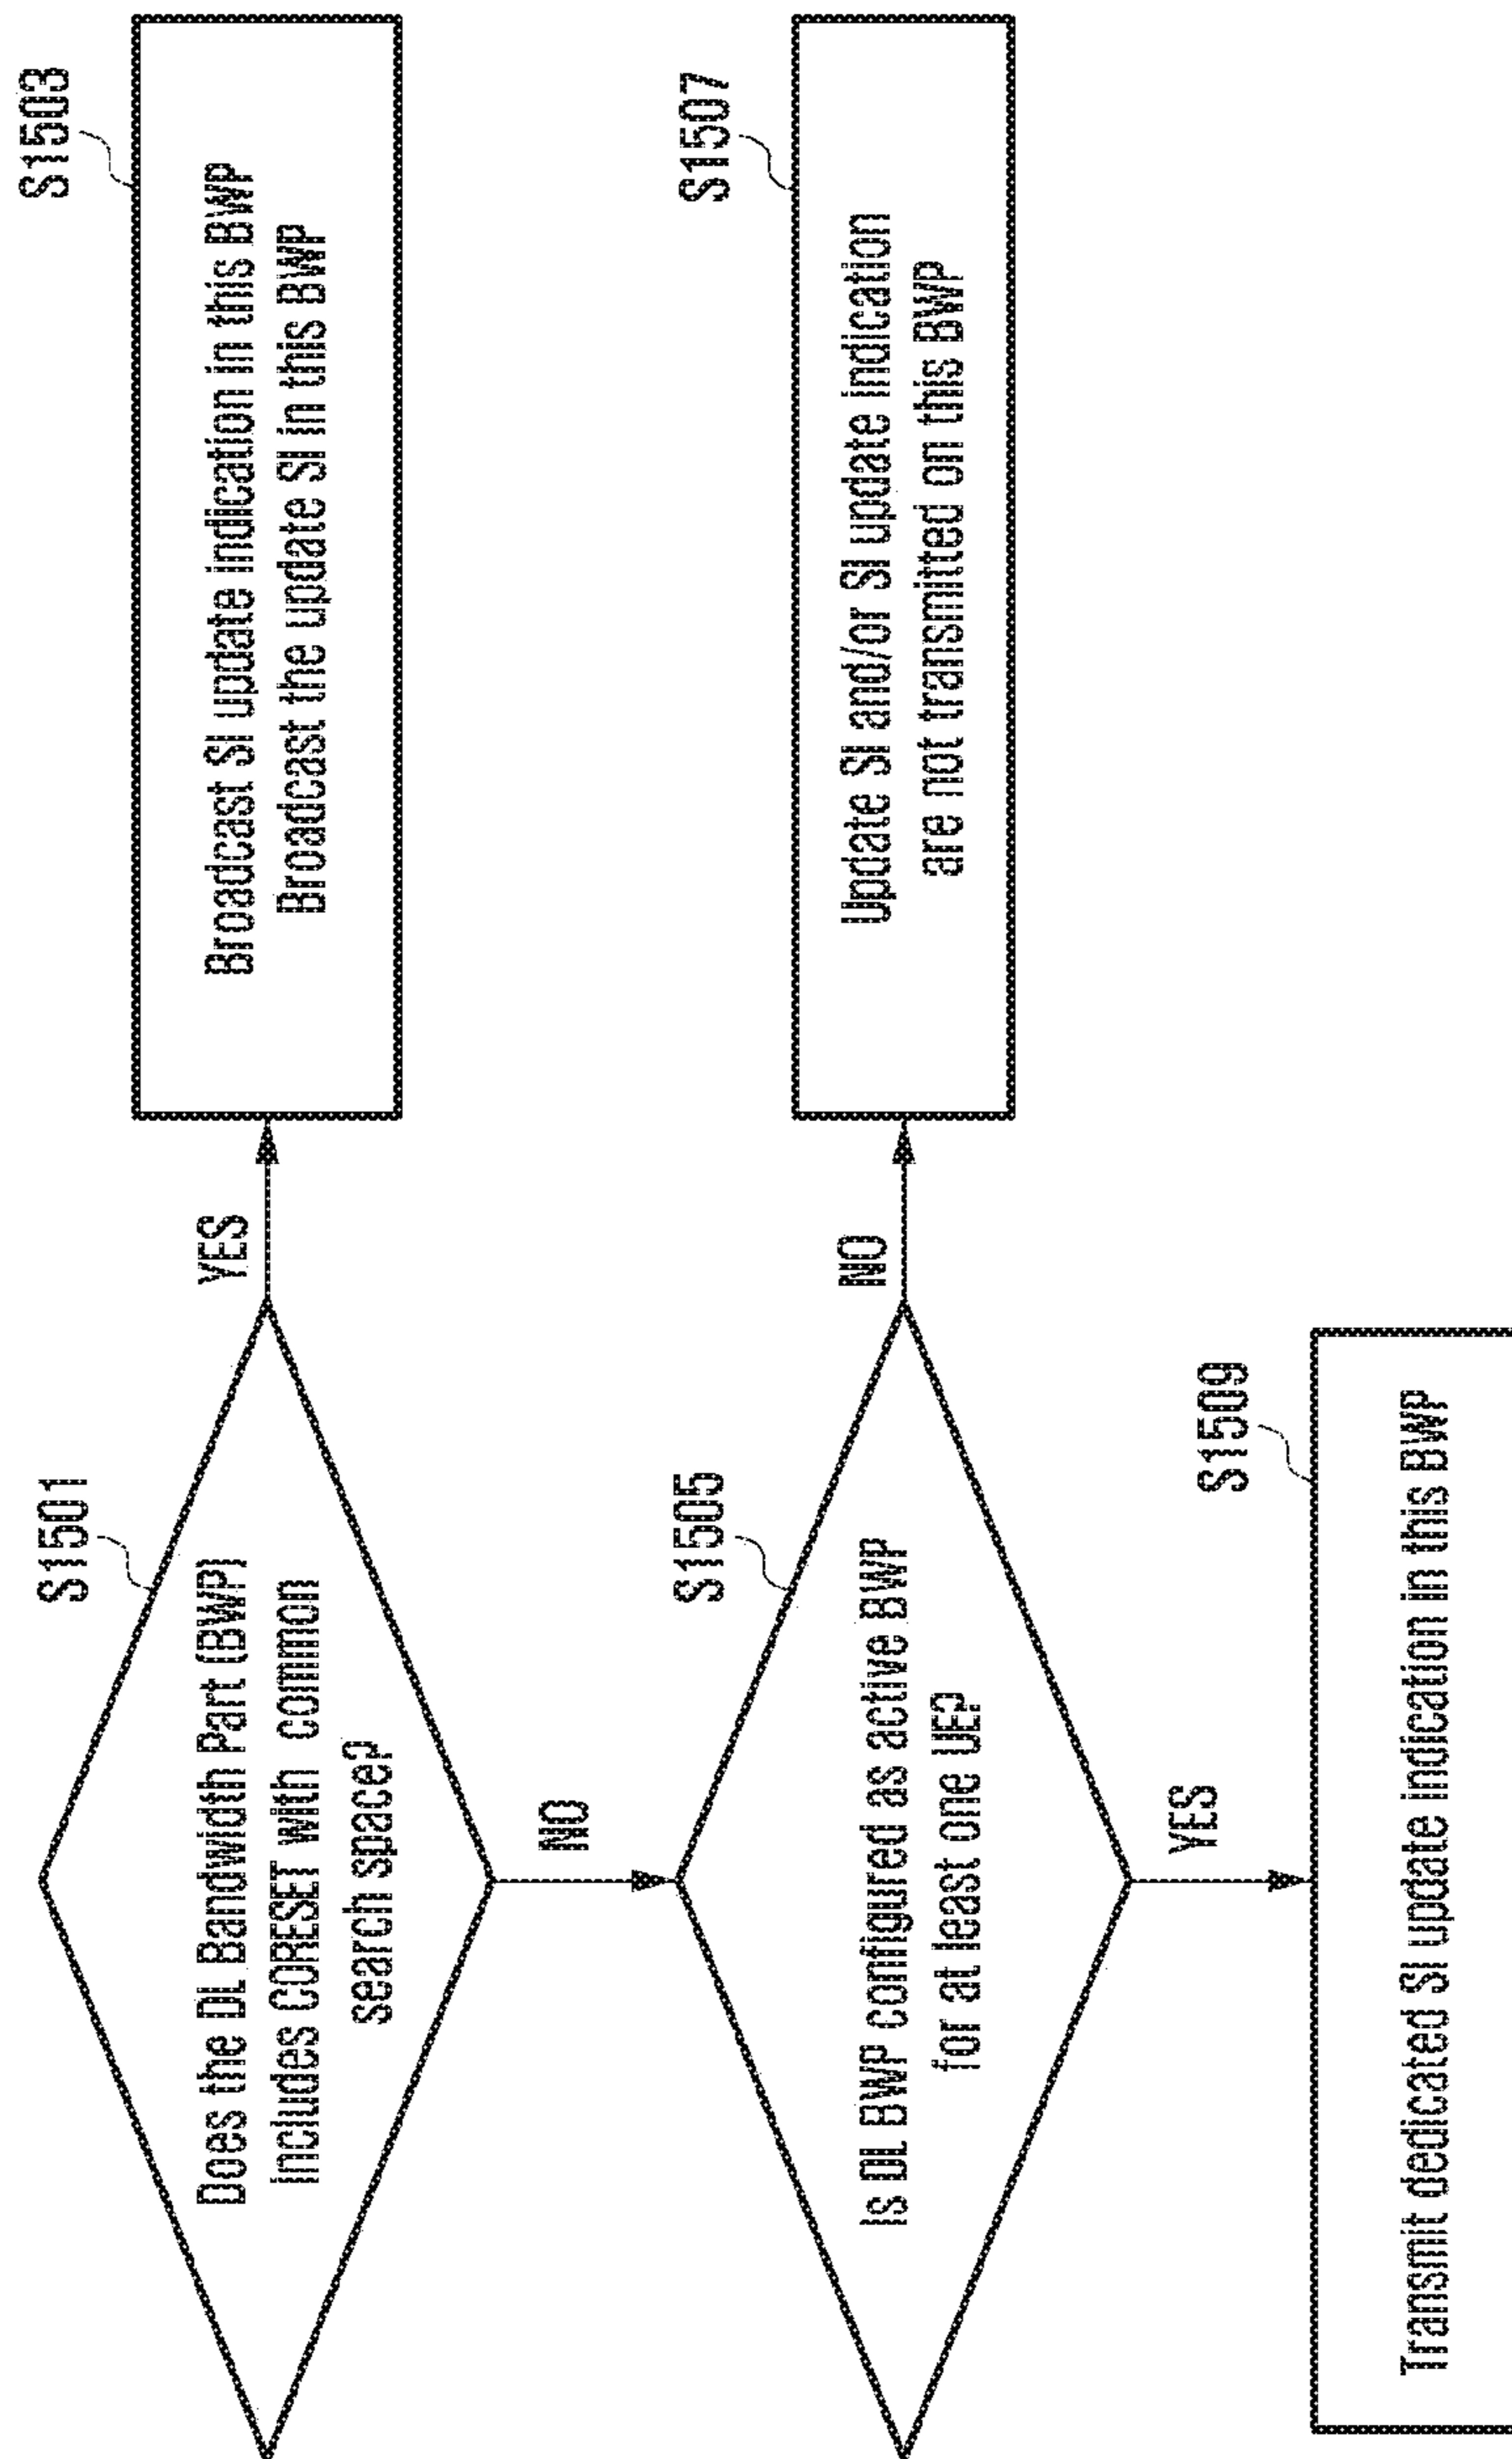 S1501
Does the DL Bandwidth Part (BWP)
includes CORESET with common
search space?
YES
S1503
Broadcast SI update indication in this BWP
Broadcast the update SI in this BWP
NO
S1505
Is DL BWP configured as active BWP
for at least one UE?
NO
S1507
Update SI and/or SI update indication
are not transmitted on this BWP
YES
S1509
Transmit dedicated SI update indication in this BWP